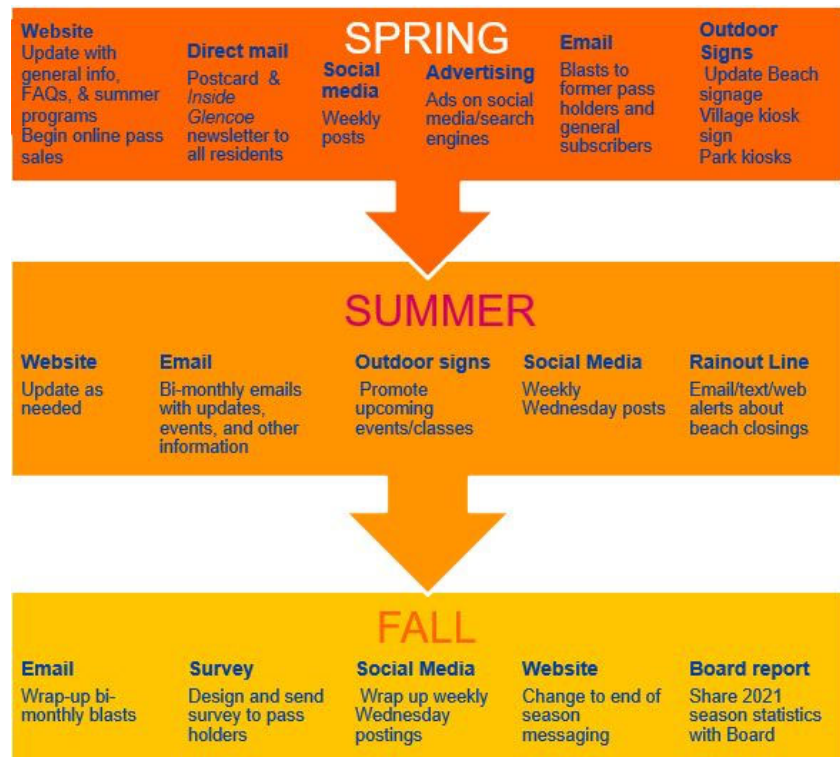 SPRING
Website
Update with
general info,
FAQs, & summer
programs
Begin online pass
sales
Direct mail
Postcard &
Inside
Glencoe
newsletter to
all residents
Social
media
Weekly
posts
Advertising
Ads on social
media/search
engines
Email
Blasts to
former pass
holders and
general
subscribers
Outdoor
Signs
Update Beach
signage
Village kiosk
sign
Park kiosks
SUMMER
Website
Update as
needed
Email
Bi-monthly emails
with updates,
events, and other
information
Outdoor signs
Promote
upcoming
events/classes
Social Media
Weekly
Wednesday posts
Rainout Line
Email/text/web
alerts about
beach closings
FALL
Email
Wrap-up bi-
monthly blasts
Survey
Design and send
survey to pass
holders
Social Media
Wrap up weekly
Wednesday
postings
Website
Change to end of
season
messaging
Board report
Share 2021
season statistics
with Board